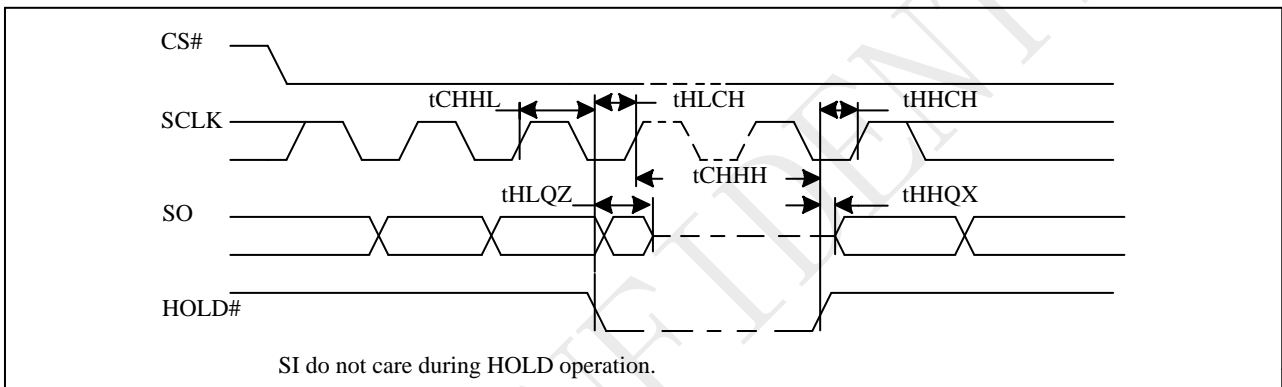 CS#
tCHHL tHLCH tHHCH
SCLK
tCHHH
tHLQZ tHHQX
SO
HOLD#
SI do not care during HOLD operation.